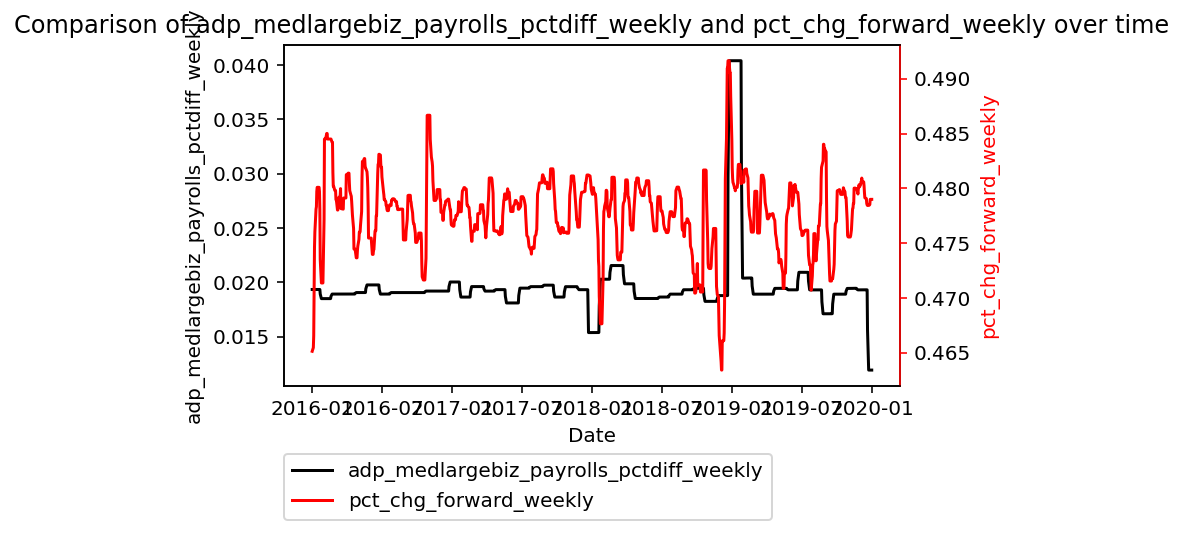 Comparison of adp_medlargebiz_payrolls_pctdiff_weekly and pct_chg_forward_weekly over time
adp_medlargebiz_payrolls_pctdiff_weekly
0.040
0.035
0.030
0.025
0.020
0.015
0.490
0.485
0.480
0.475
0.470
0.465
pct_chg_forward_weekly
2016-01 2016-07 2017-01 2017-07 2018-01 2018-07 2019-01 2019-07 2020-01
Date
adp_medlargebiz_payrolls_pctdiff_weekly
pct_chg_forward_weekly